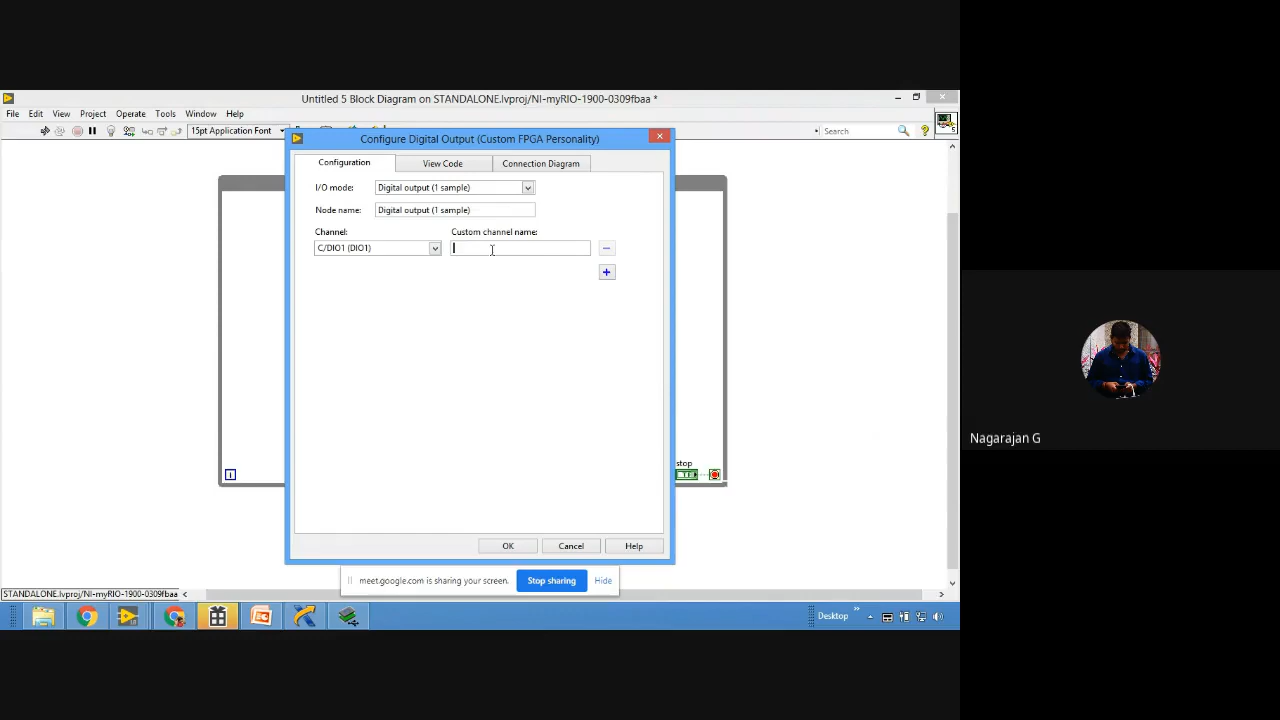 Untitled 5 Block Diagram on STANDALONE.lvproj/NI-myRIO-1900-0309fbaa *
File Edit View Project Operate Tools Window Help
15pt Application Font
Search
5
Configure Digital Output (Custom FPGA Personality)
Configuration View Code Connection Diagram
I/O mode: Digital output (1 sample)
Node name: Digital output (1 sample)
Channel: Custom channel name:
C/DIO1 (DIO1)
i
stop
TF
OK Cancel Help
meet.google.com is sharing your screen. Stop sharing Hide
STANDALONE.lvproj/NI-myRIO-1900-0309fbaa
Desktop
Nagarajan G